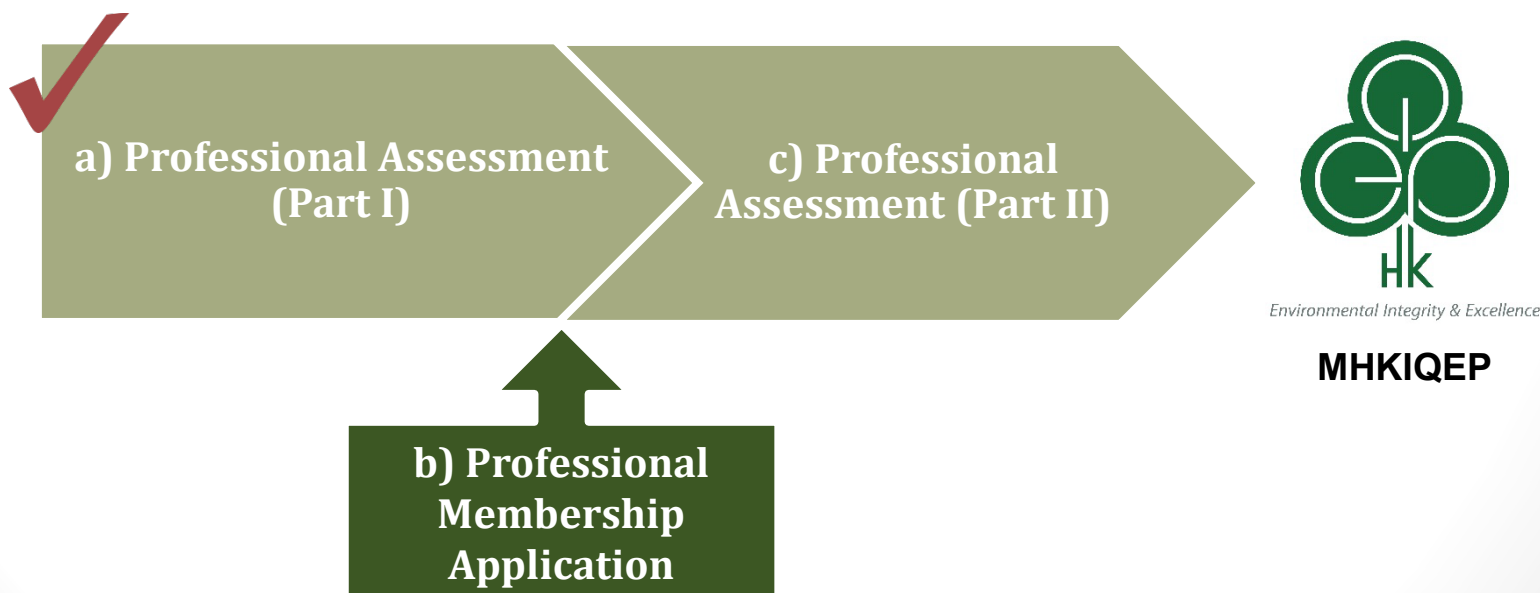 a) Professional Assessment
(Part I)
c) Professional
Assessment (Part II)
HK
Environmental Integrity & Excellence
MHKIQEP
b) Professional
Membership
Application